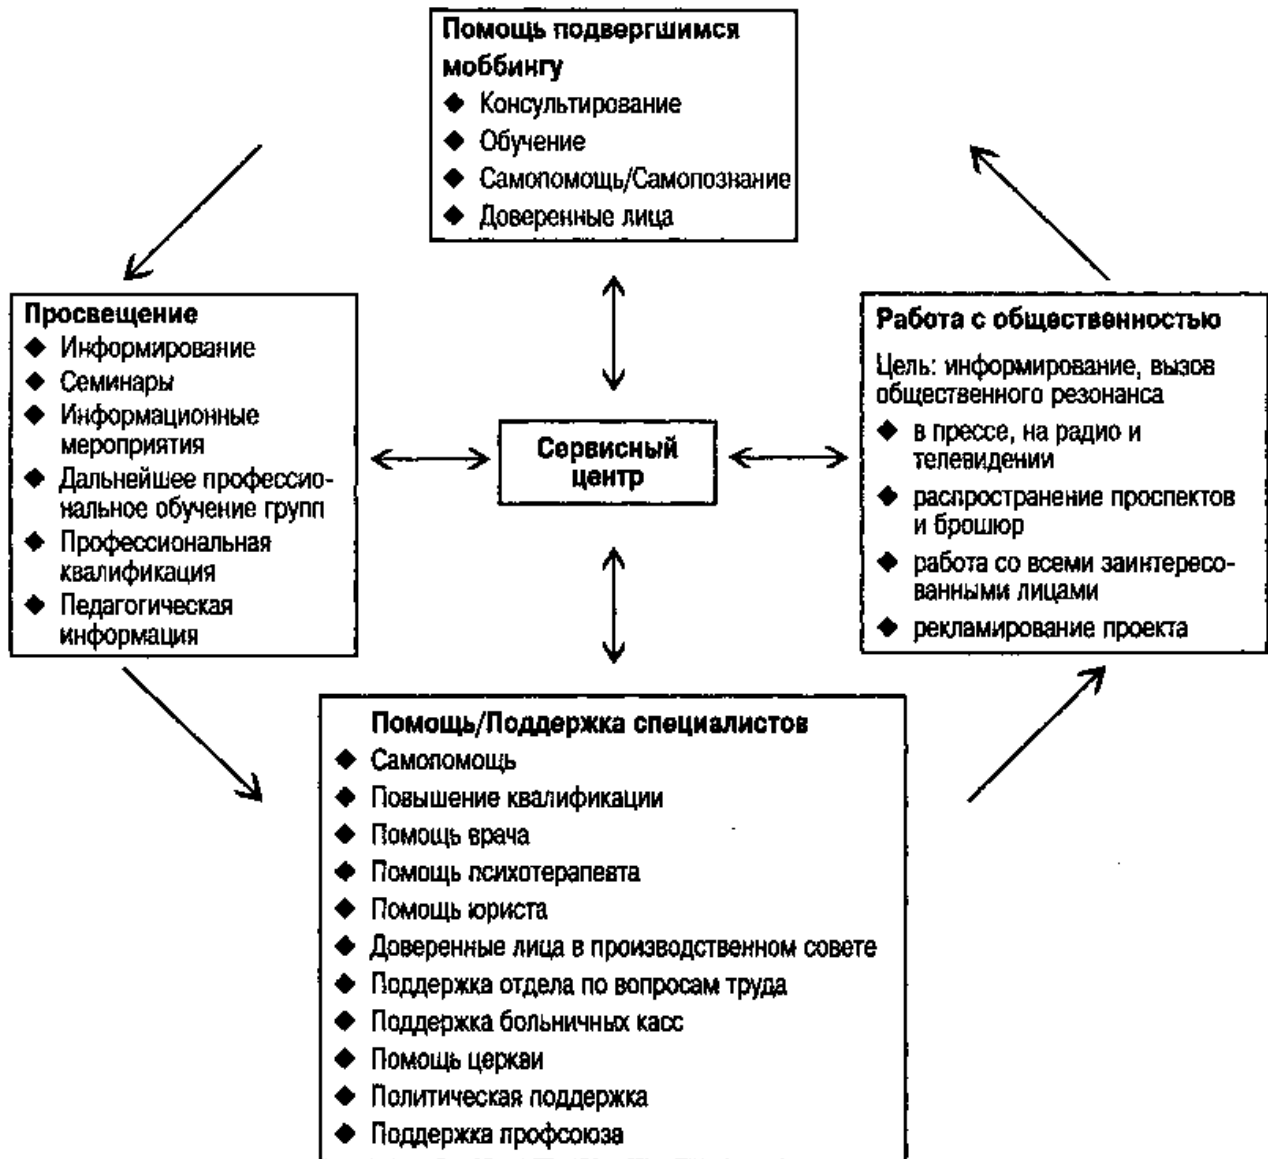 Помощь подвергшимся
моббингу
◆ Консультирование
◆ Обучение
◆ Самопомощь/Самопознание
◆ Доверенные лица
Просвещение
◆ Информирование
◆ Семинары
◆ Информационные
мероприятия
◆ Дальнейшее профессио-
нальное обучение групп
◆ Профессиональная
квалификация
◆ Педагогическая
информация
Сервисный
центр
Работа с общественностью
Цель: информирование, вызов
общественного резонанса
◆ в прессе, на радио и
телевидении
◆ распространение проспектов
и брошюр
◆ работа со всеми заинтересо-
ванными лицами
◆ рекламирование проекта
Помощь/Поддержка специалистов
◆ Самопомощь
◆ Повышение квалификации
◆ Помощь врача
◆ Помощь психотерапевта
◆ Помощь юриста
◆ Доверенные лица в производственном совете
◆ Поддержка отдела по вопросам труда
◆ Поддержка больничных касс
◆ Помощь церкви
◆ Политическая поддержка
◆ Поддержка профсоюза